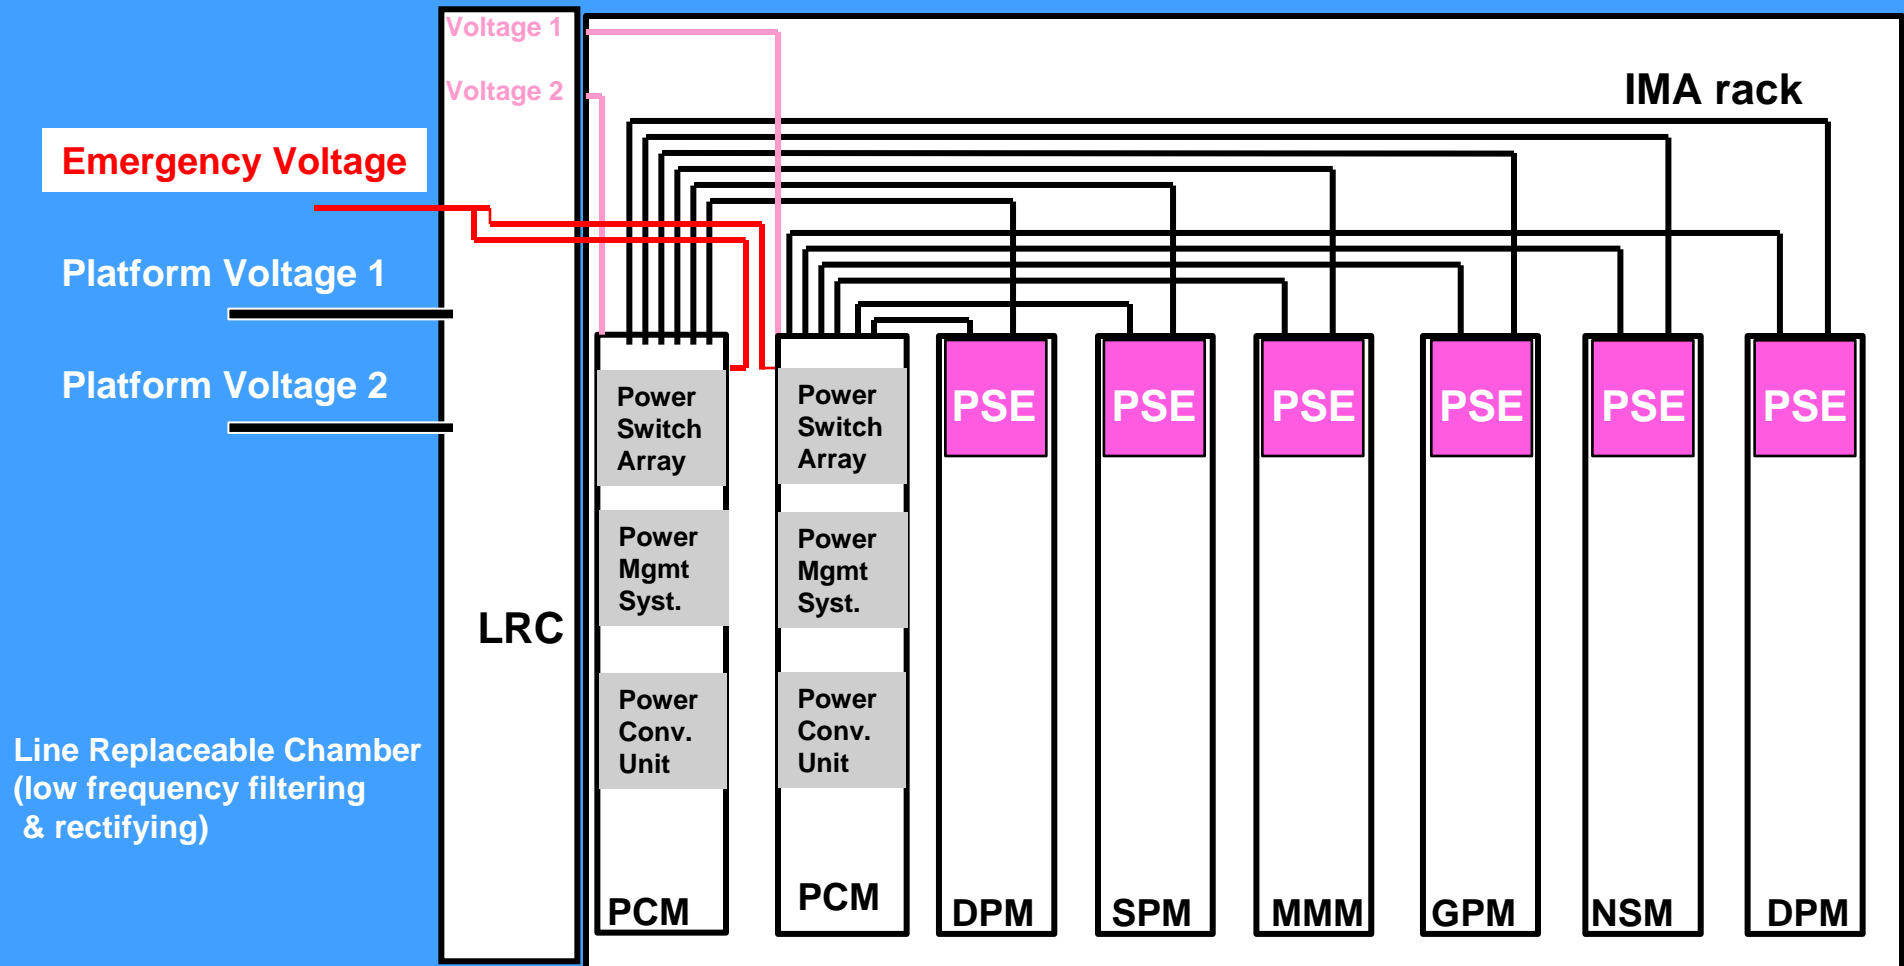 Voltage 1
Voltage 2
IMA rack
Emergency Voltage
Platform Voltage 1
Platform Voltage 2
LRC
Line Replaceable Chamber
(low frequency filtering
& rectifying)
Power
Switch
Array
Power
Mgmt
Syst.
Power
Conv.
Unit
PCM
Power
Switch
Array
Power
Mgmt
Syst.
Power
Conv.
Unit
PCM
PSE
DPM
PSE
SPM
PSE
MMM
PSE
GPM
PSE
NSM
PSE
DPM